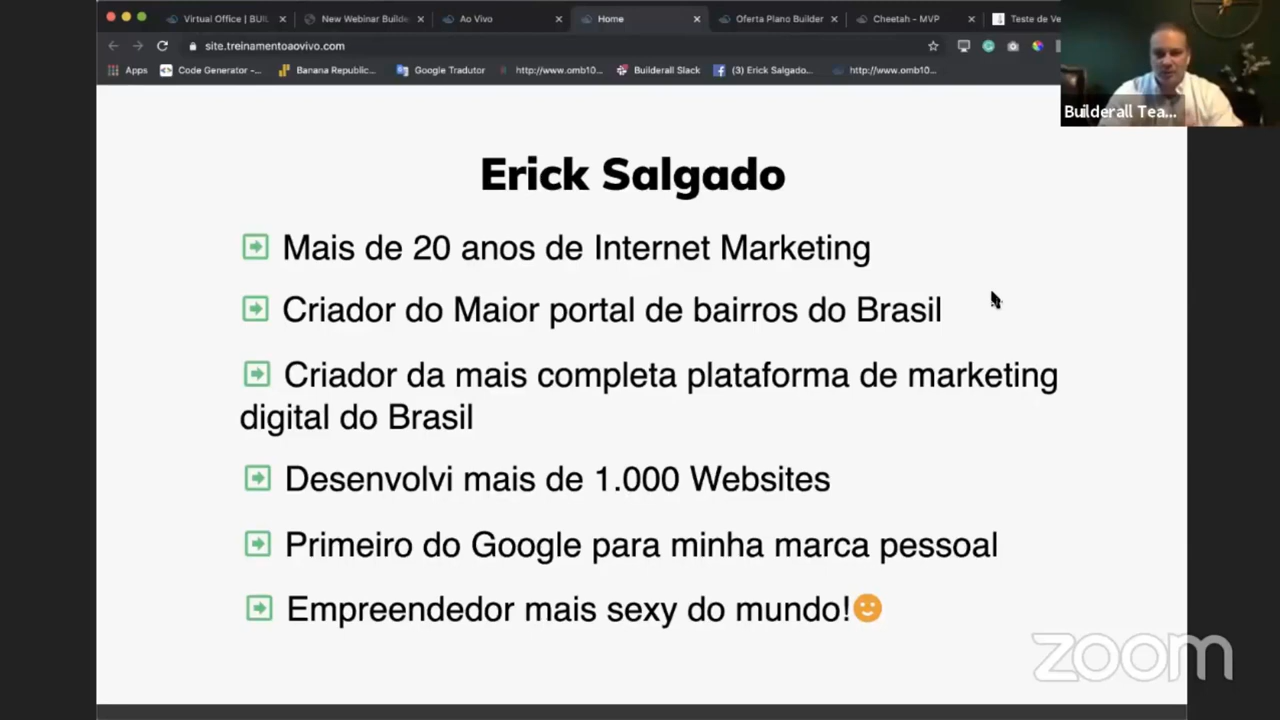 Virtual Office | BUIL
New Webinar Builde
Ao Vivo
Home
Oferta Plano Builder
Cheetah - MVP
Teste de Ve
site.treinamentoaovivo.com
Apps
Code Generator -...
Banana Republic...
Google Tradutor
http://www.omb10...
Builderall Slack
(3) Erick Salgado...
http://www.omb10...
Builderall Tea...
Erick Salgado
Mais de 20 anos de Internet Marketing
Criador do Maior portal de bairros do Brasil
Criador da mais completa plataforma de marketing
digital do Brasil
Desenvolvi mais de 1.000 Websites
Primeiro do Google para minha marca pessoal
Empreendedor mais sexy do mundo!
zoom